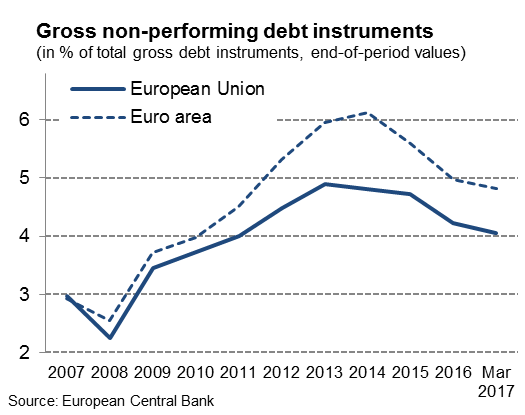 Gross non-performing debt instruments
(in % of total gross debt instruments, end-of-period values)
European Union
Euro area
6
5
4
3
2
2007 2008 2009 2010 2011 2012 2013 2014 2015 2016 Mar
2017
Source: European Central Bank